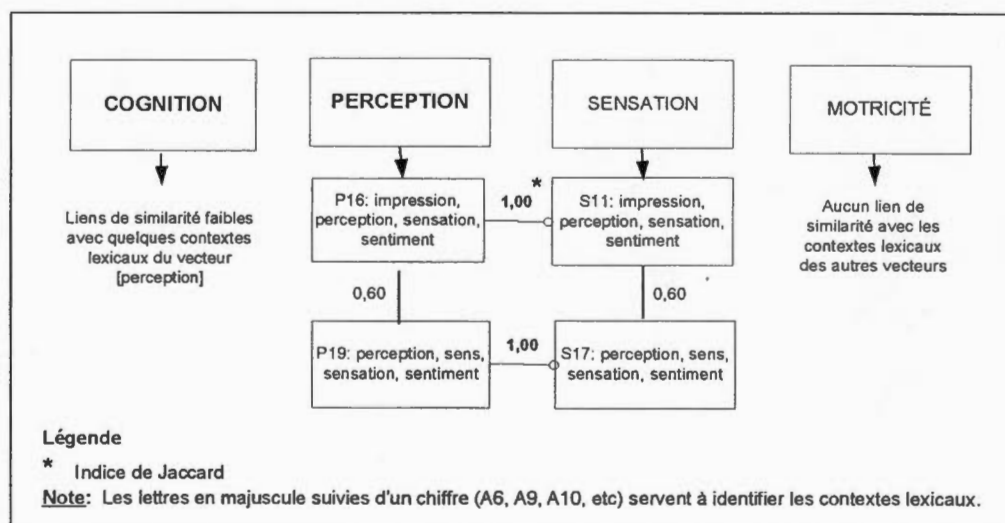 COGNITION
PERCEPTION
SENSATION
MOTRICITÉ
Liens de similarité faibles
avec quelques contextes
lexicaux du vecteur
[perception]
P16: impression,
perception, sensation,
sentiment
1,00
*
S11: impression,
perception, sensation,
sentiment
Aucun lien de
similarité avec les
contextes lexicaux
des autres vecteurs
0,60
0,60
P19: perception, sens,
sensation, sentiment
1,00
S17: perception, sens,
sensation, sentiment
Légende
* Indice de Jaccard
Note: Les lettres en majuscule suivies d'un chiffre (A6, A9, A10, etc) servent à identifier les contextes lexicaux.